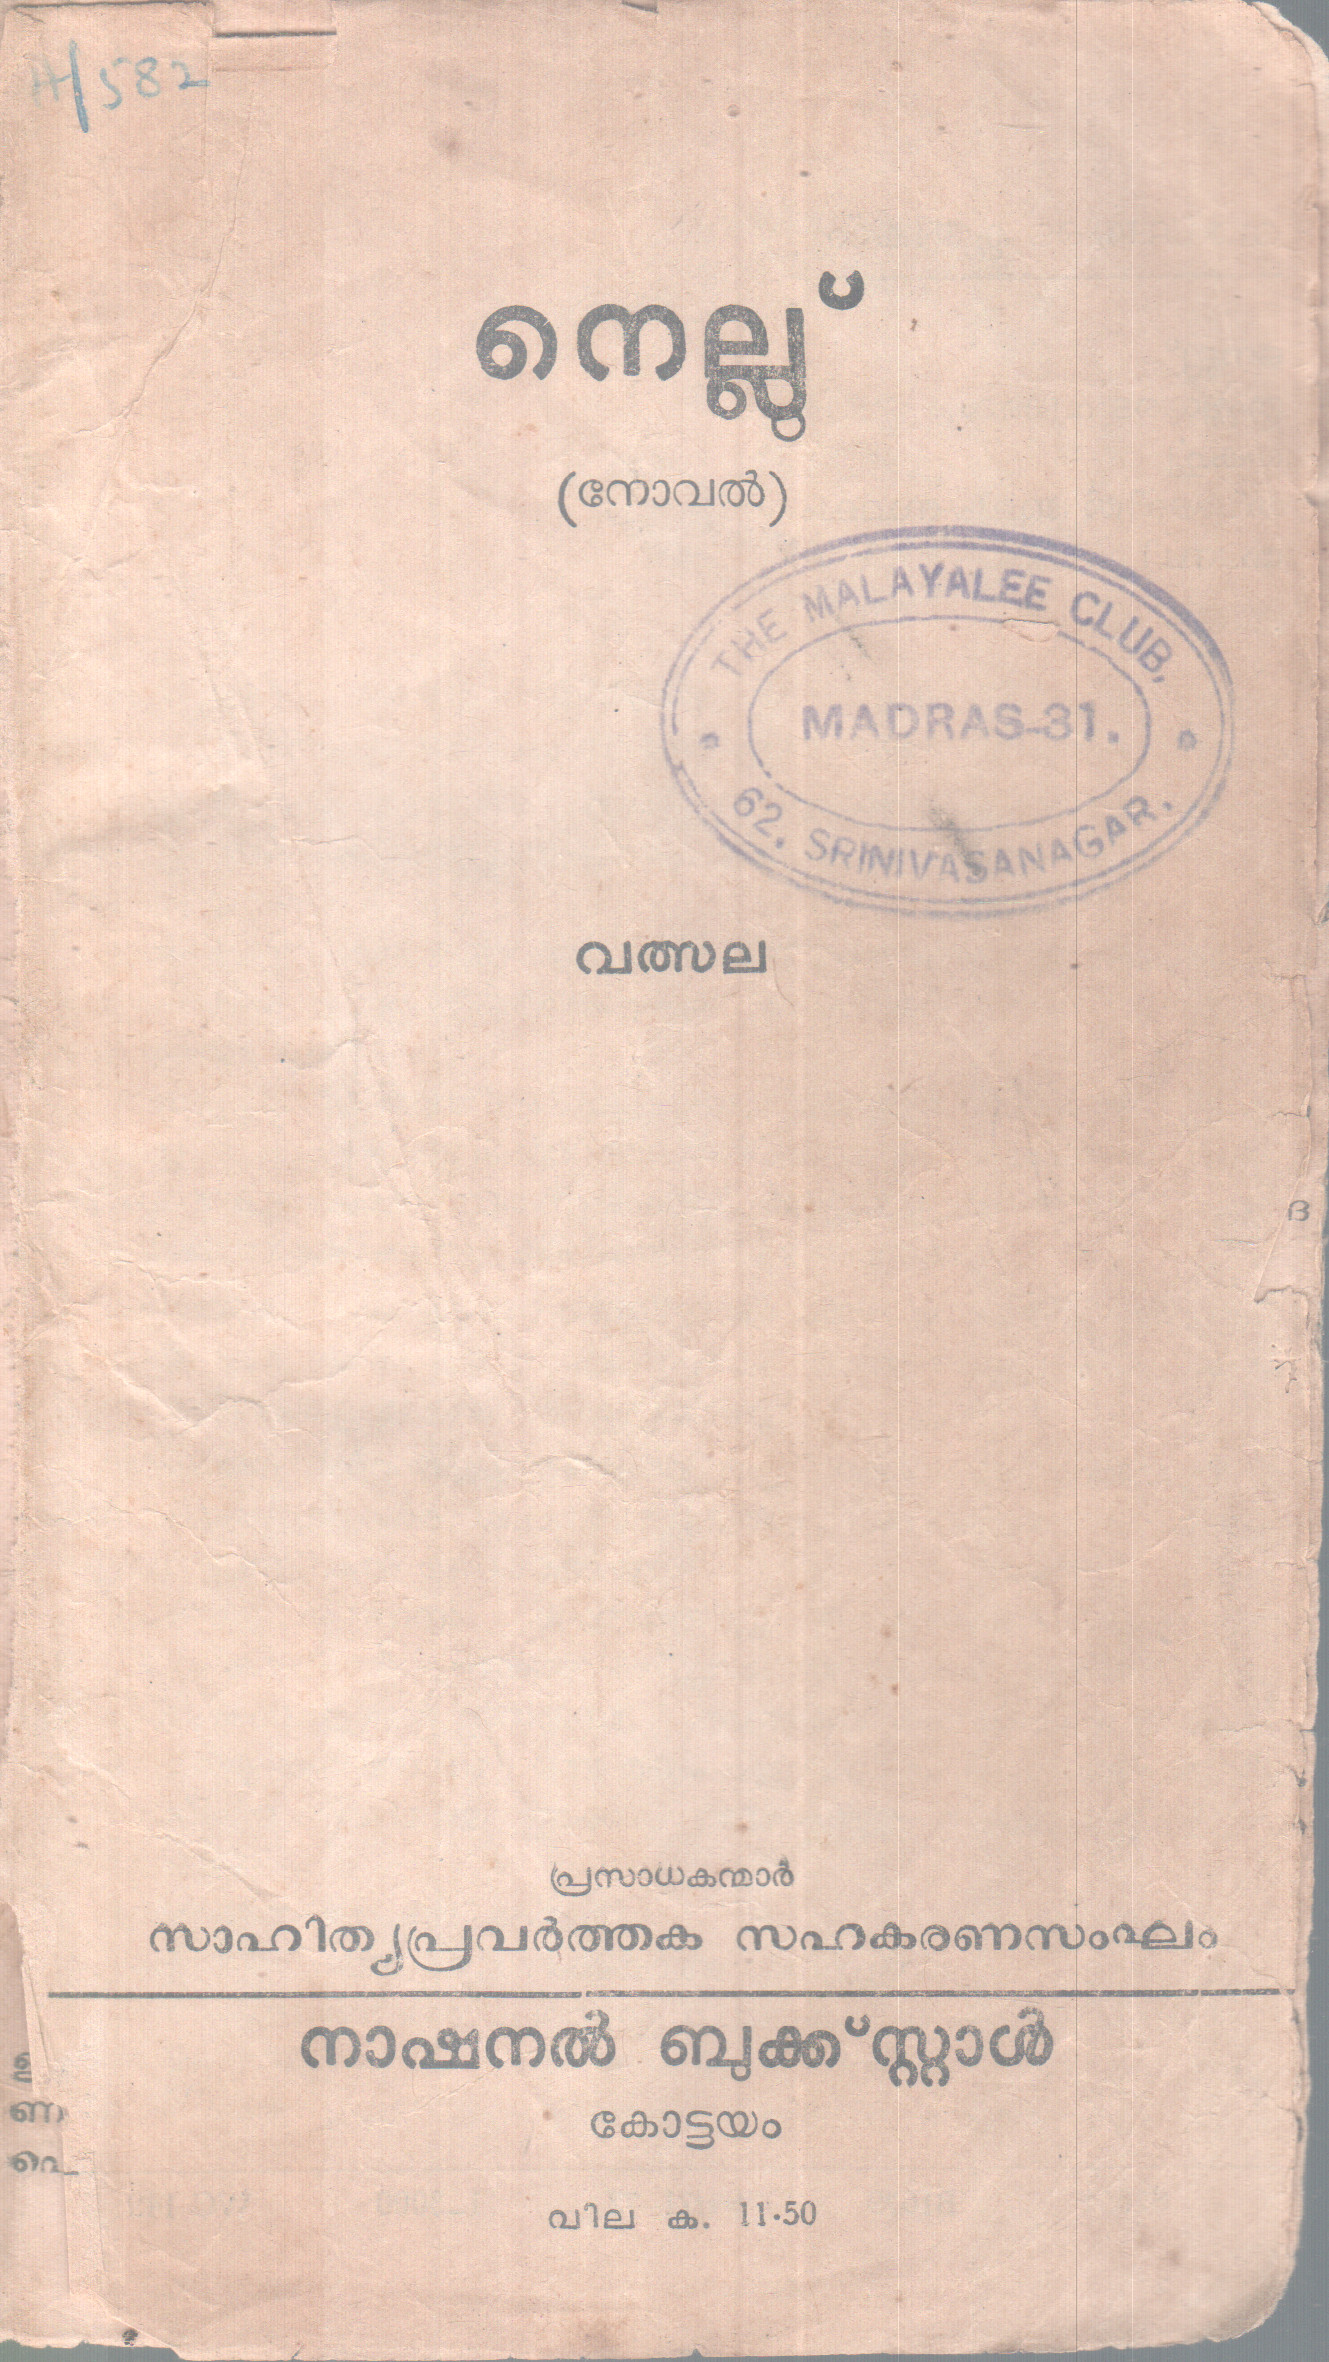 A/582
നെല്ലു്
(നോവൽ)
THE MALAYALEE CLUB,
MADRAS-31.
62, SRINIVASANAGAR.
വത്സല
പ്രസാധകന്മാർ
സാഹിത്യപ്രവർത്തക സഹകരണസംഘം
നാഷനൽ ബുക്ക്സ്റ്റാൾ
കോട്ടയം
വില ക. 11·50